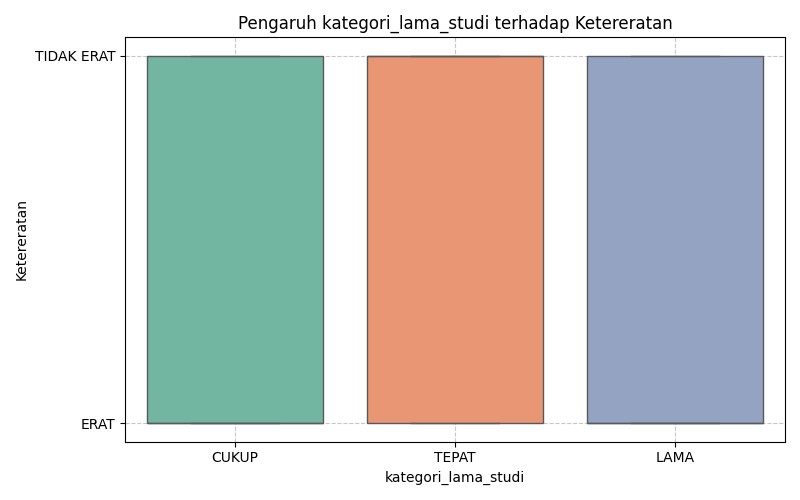 Pengaruh kategori_lama_studi terhadap Ketereratan
TIDAK ERAT
Ketereratan
ERAT
CUKUP
TEPAT
LAMA
kategori_lama_studi